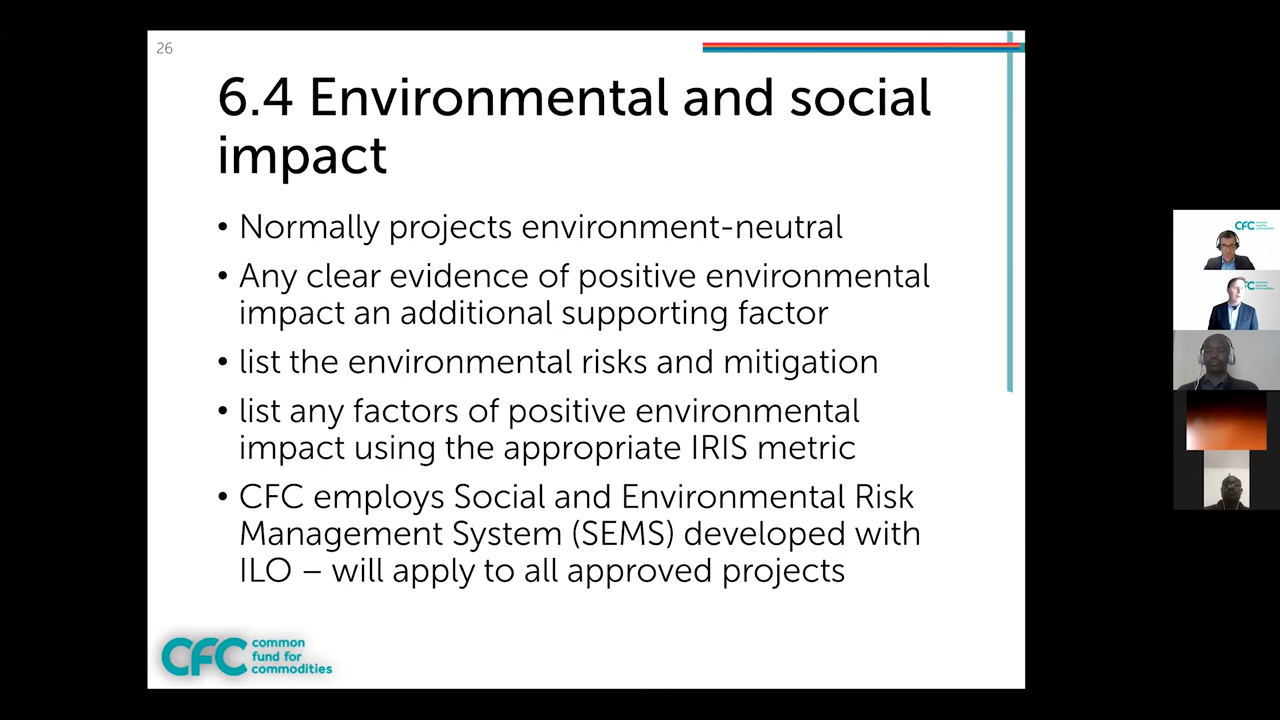 26
6.4 Environmental and social
impact
• Normally projects environment-neutral
• Any clear evidence of positive environmental
impact an additional supporting factor
• list the environmental risks and mitigation
• list any factors of positive environmental
impact using the appropriate IRIS metric
• CFC employs Social and Environmental Risk
Management System (SEMS) developed with
ILO – will apply to all approved projects
CFC common
fund for
commodities
CFC